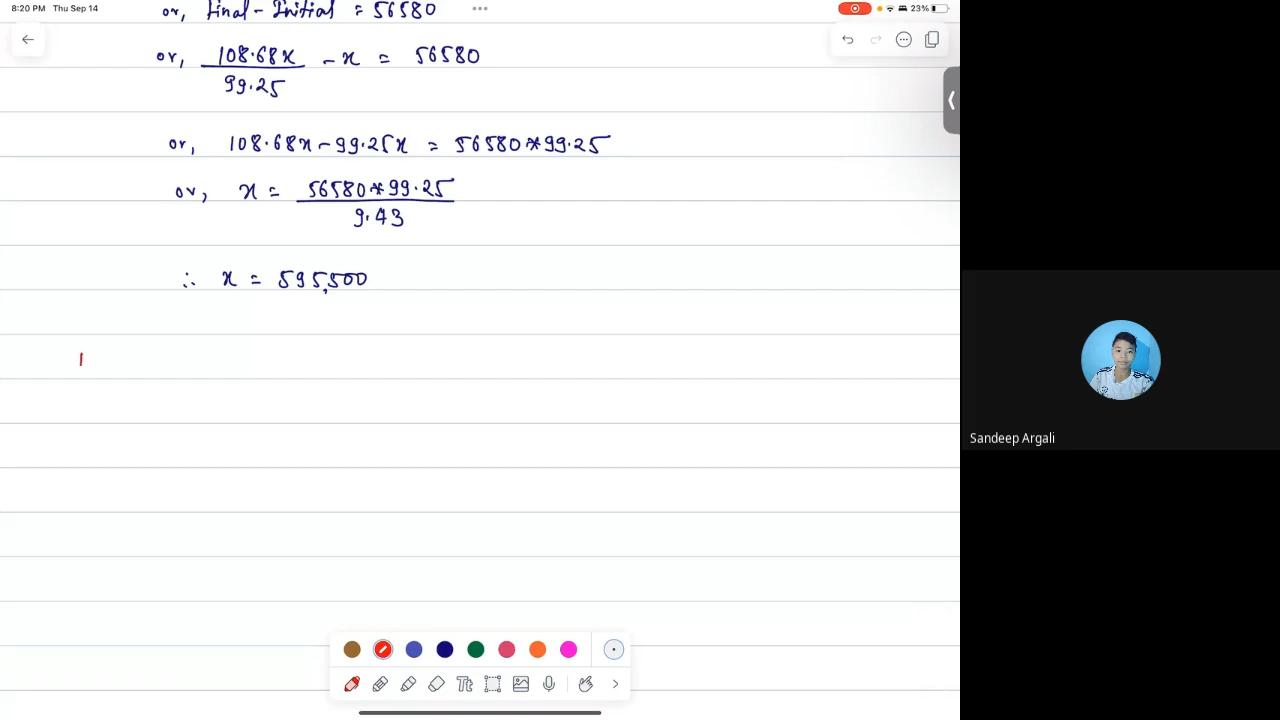 8:20 PM Thu Sep 14
23%
or, Final - Initial = 56580
or, 108.68x / 99.25 - x = 56580
or, 108.68x - 99.25x = 56580*99.25
or, x = 56580*99.25 / 9.43
∴ x = 595,500
Tt
Sandeep Argali